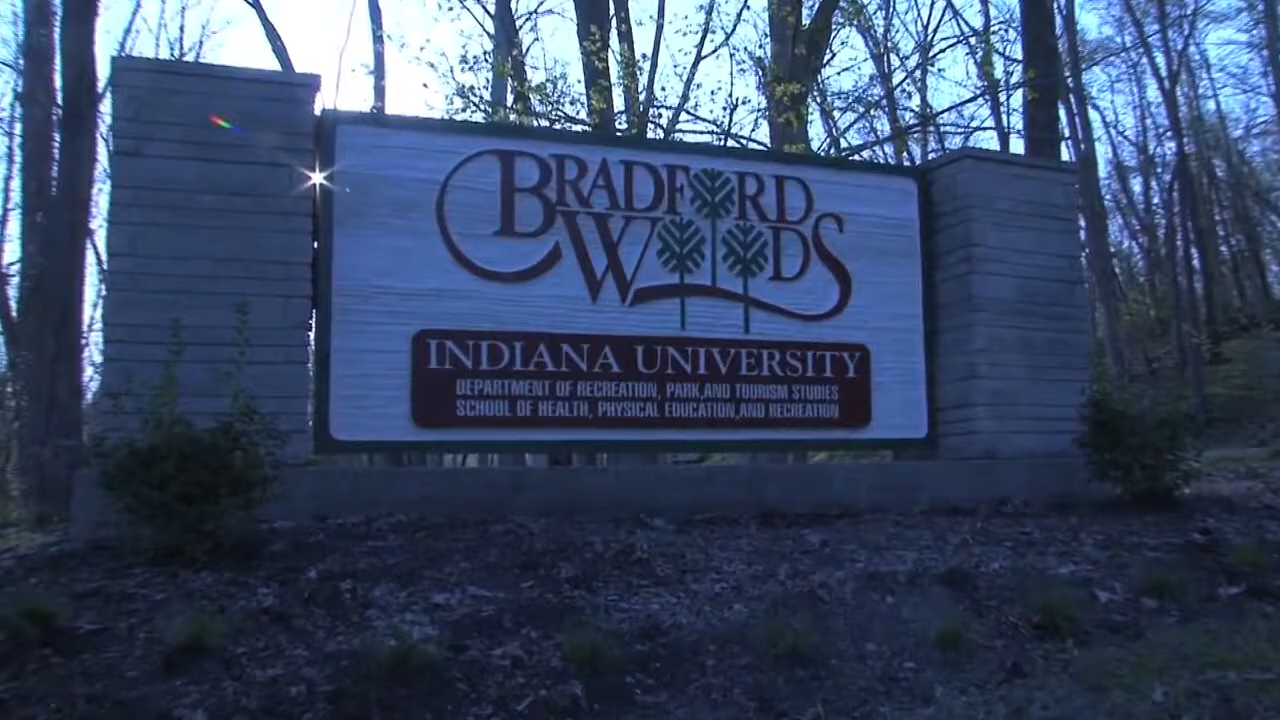 BRADFORD
WOODS
INDIANA UNIVERSITY
DEPARTMENT OF RECREATION, PARK,AND TOURISM STUDIES
SCHOOL OF HEALTH, PHYSICAL EDUCATION,AND RECREATION